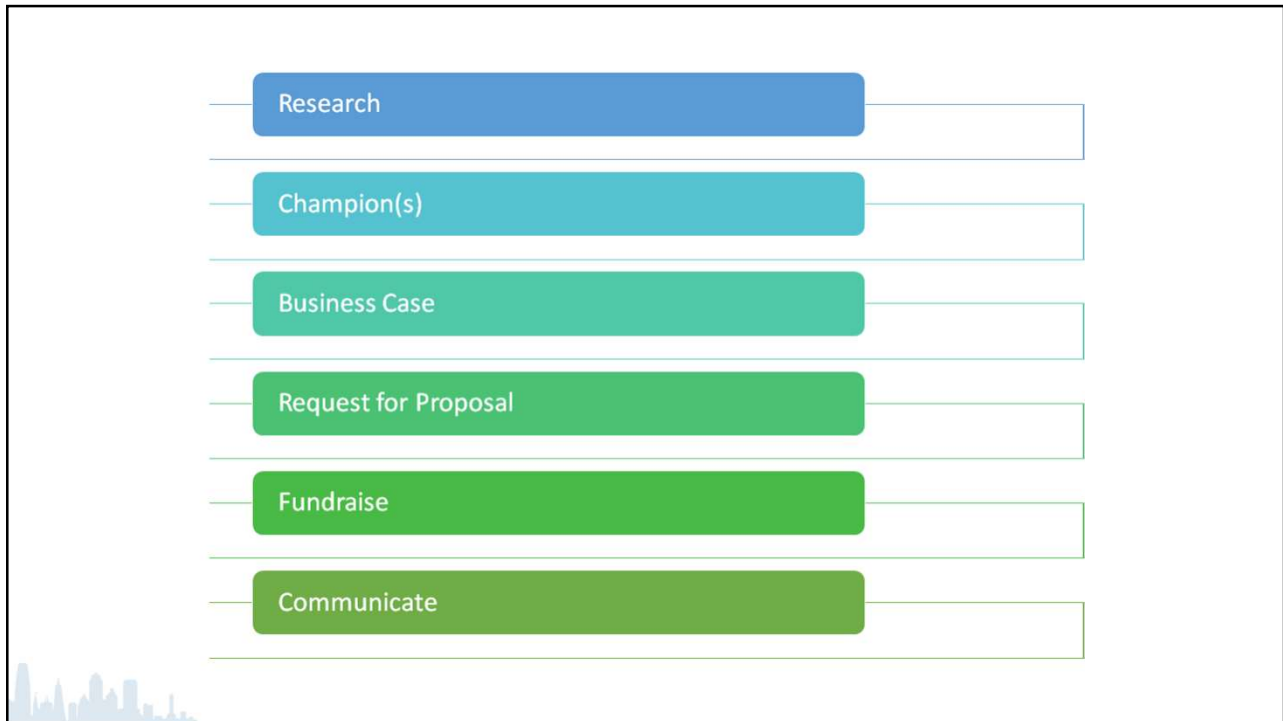 Research
Champion(s)
Business Case
Request for Proposal
Fundraise
Communicate